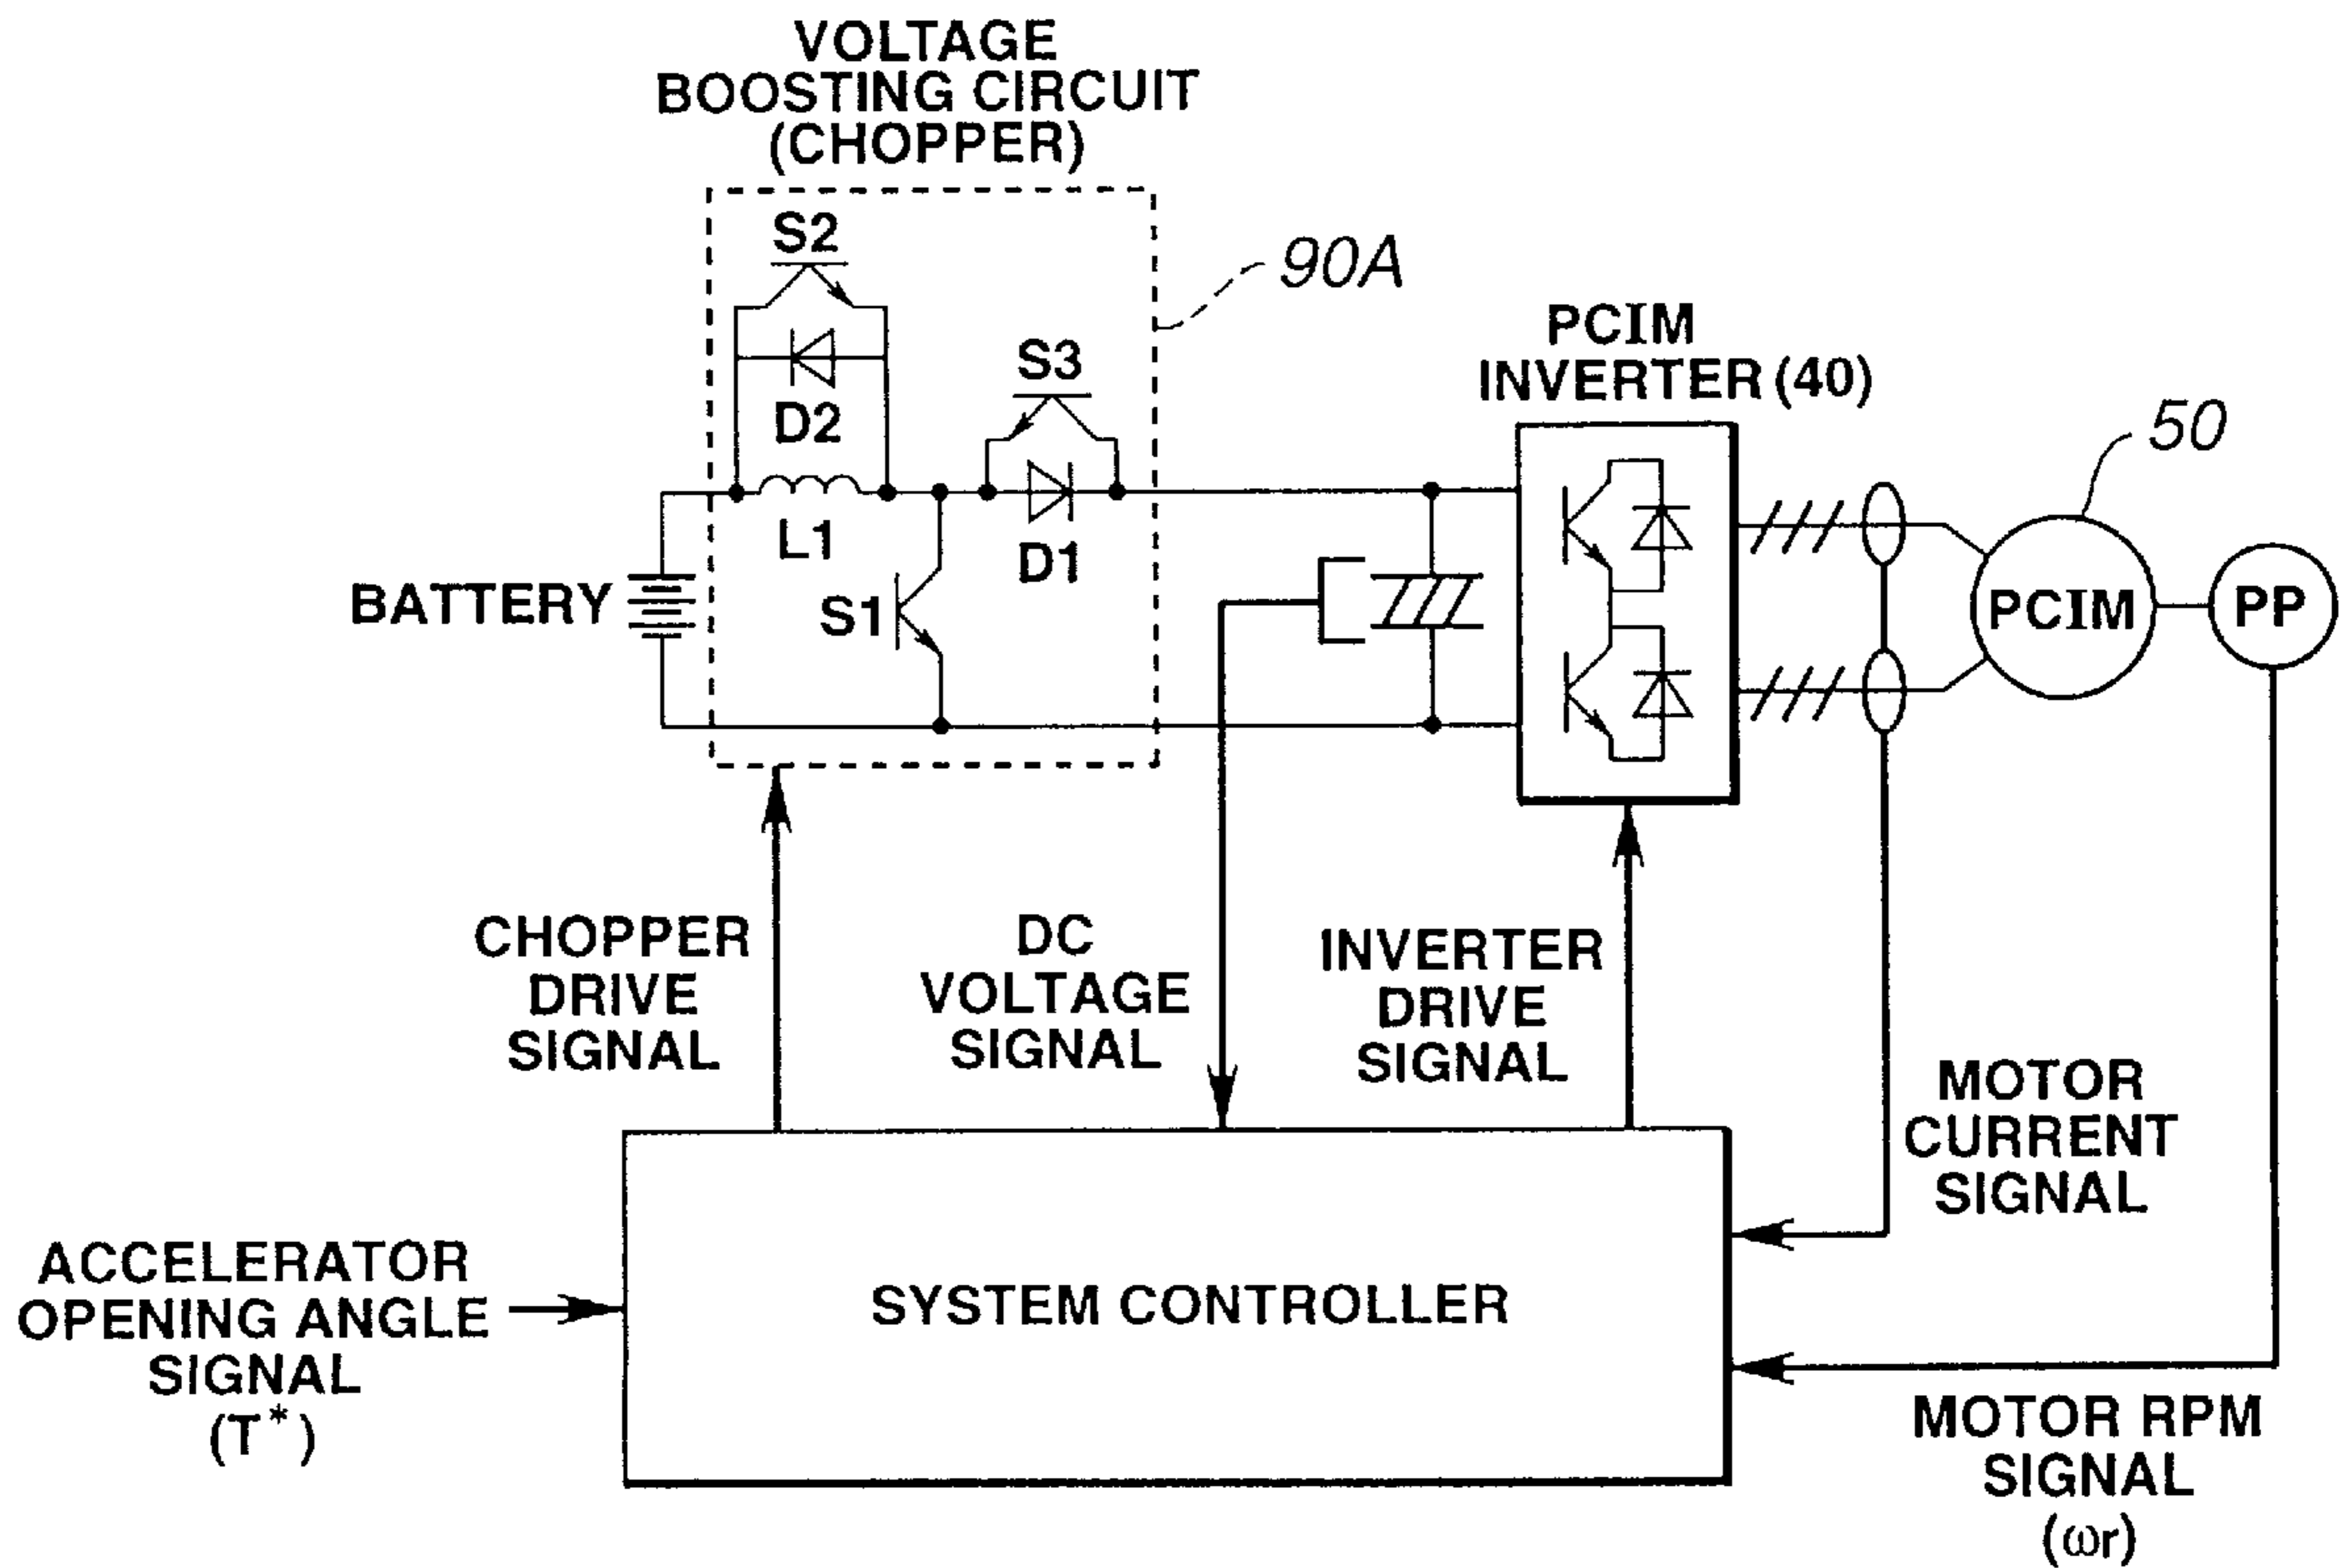 VOLTAGE
BOOSTING CIRCUIT
(CHOPPER)
S2
90A
D2
S3
L1
D1
S1
BATTERY
PCIM
INVERTER (40)
50
PCIM
PP
CHOPPER
DRIVE
SIGNAL
DC
VOLTAGE
SIGNAL
INVERTER
DRIVE
SIGNAL
MOTOR
CURRENT
SIGNAL
ACCELERATOR
OPENING ANGLE
SIGNAL
(T*)
SYSTEM CONTROLLER
MOTOR RPM
SIGNAL
(ωr)